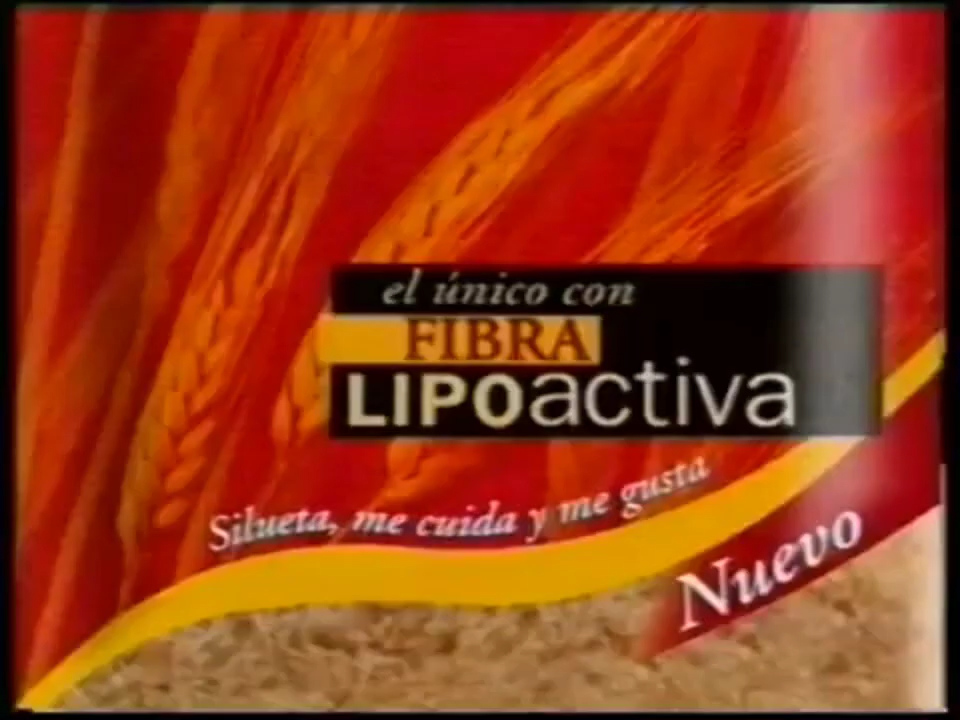 el único con
FIBRA
LIPOactiva
Silueta, me cuida y me gusta
Nuevo